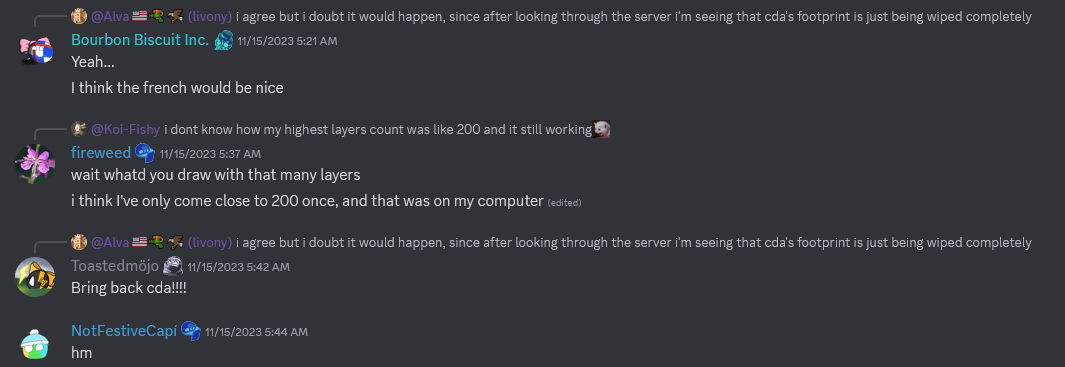 @Alva (livony) i agree but i doubt it would happen, since after looking through the server i'm seeing that cda's footprint is just being wiped completely
Bourbon Biscuit Inc. 11/15/2023 5:21 AM
Yeah...
I think the french would be nice
@Koi-Fishy i dont know how my highest layers count was like 200 and it still working
fireweed 11/15/2023 5:37 AM
wait whatd you draw with that many layers
i think I've only come close to 200 once, and that was on my computer (edited)
@Alva (livony) i agree but i doubt it would happen, since after looking through the server i'm seeing that cda's footprint is just being wiped completely
Toastedmöjo 11/15/2023 5:42 AM
Bring back cda!!!!
NotFestiveCapí 11/15/2023 5:44 AM
hm